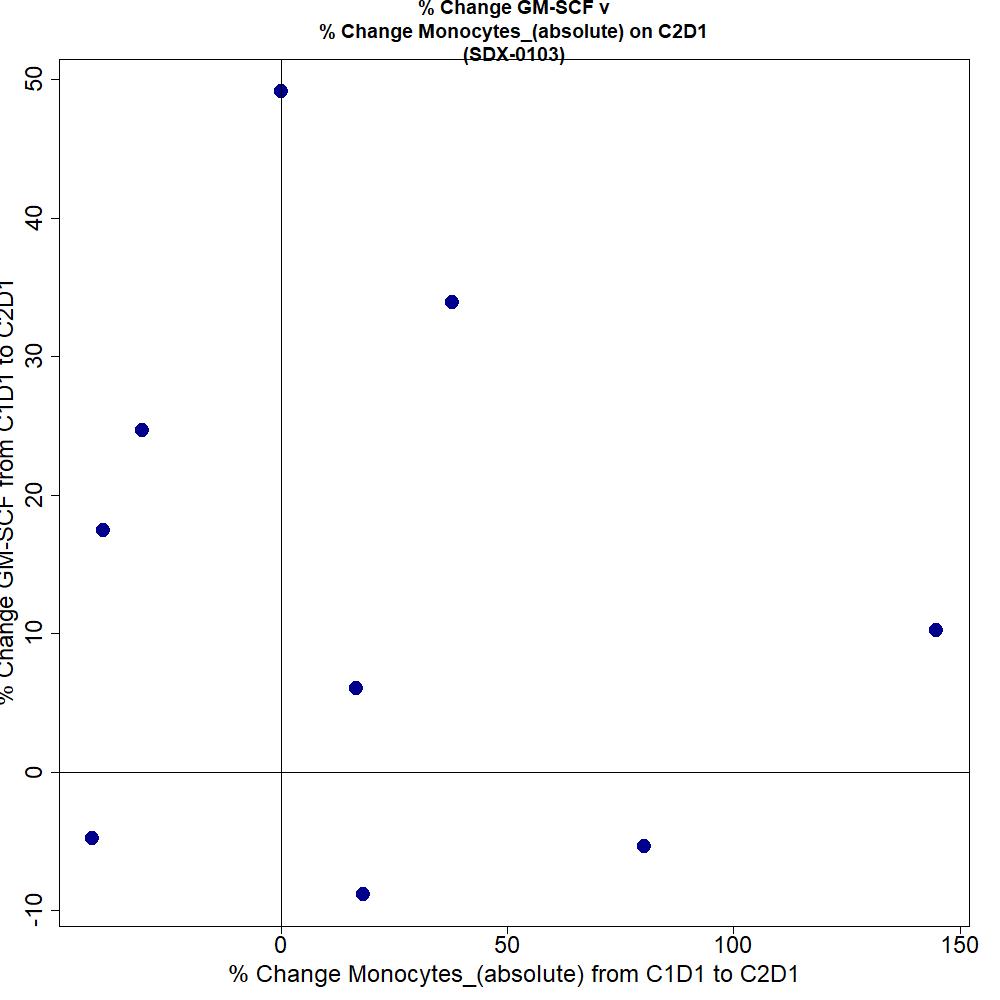 % Change GM-SCF v
% Change Monocytes_(absolute) on C2D1
(SDX-0103)
50
40
30
20
10
0
-10
% Change GM-SCF from C1D1 to C2D1
0
50
100
150
% Change Monocytes_(absolute) from C1D1 to C2D1